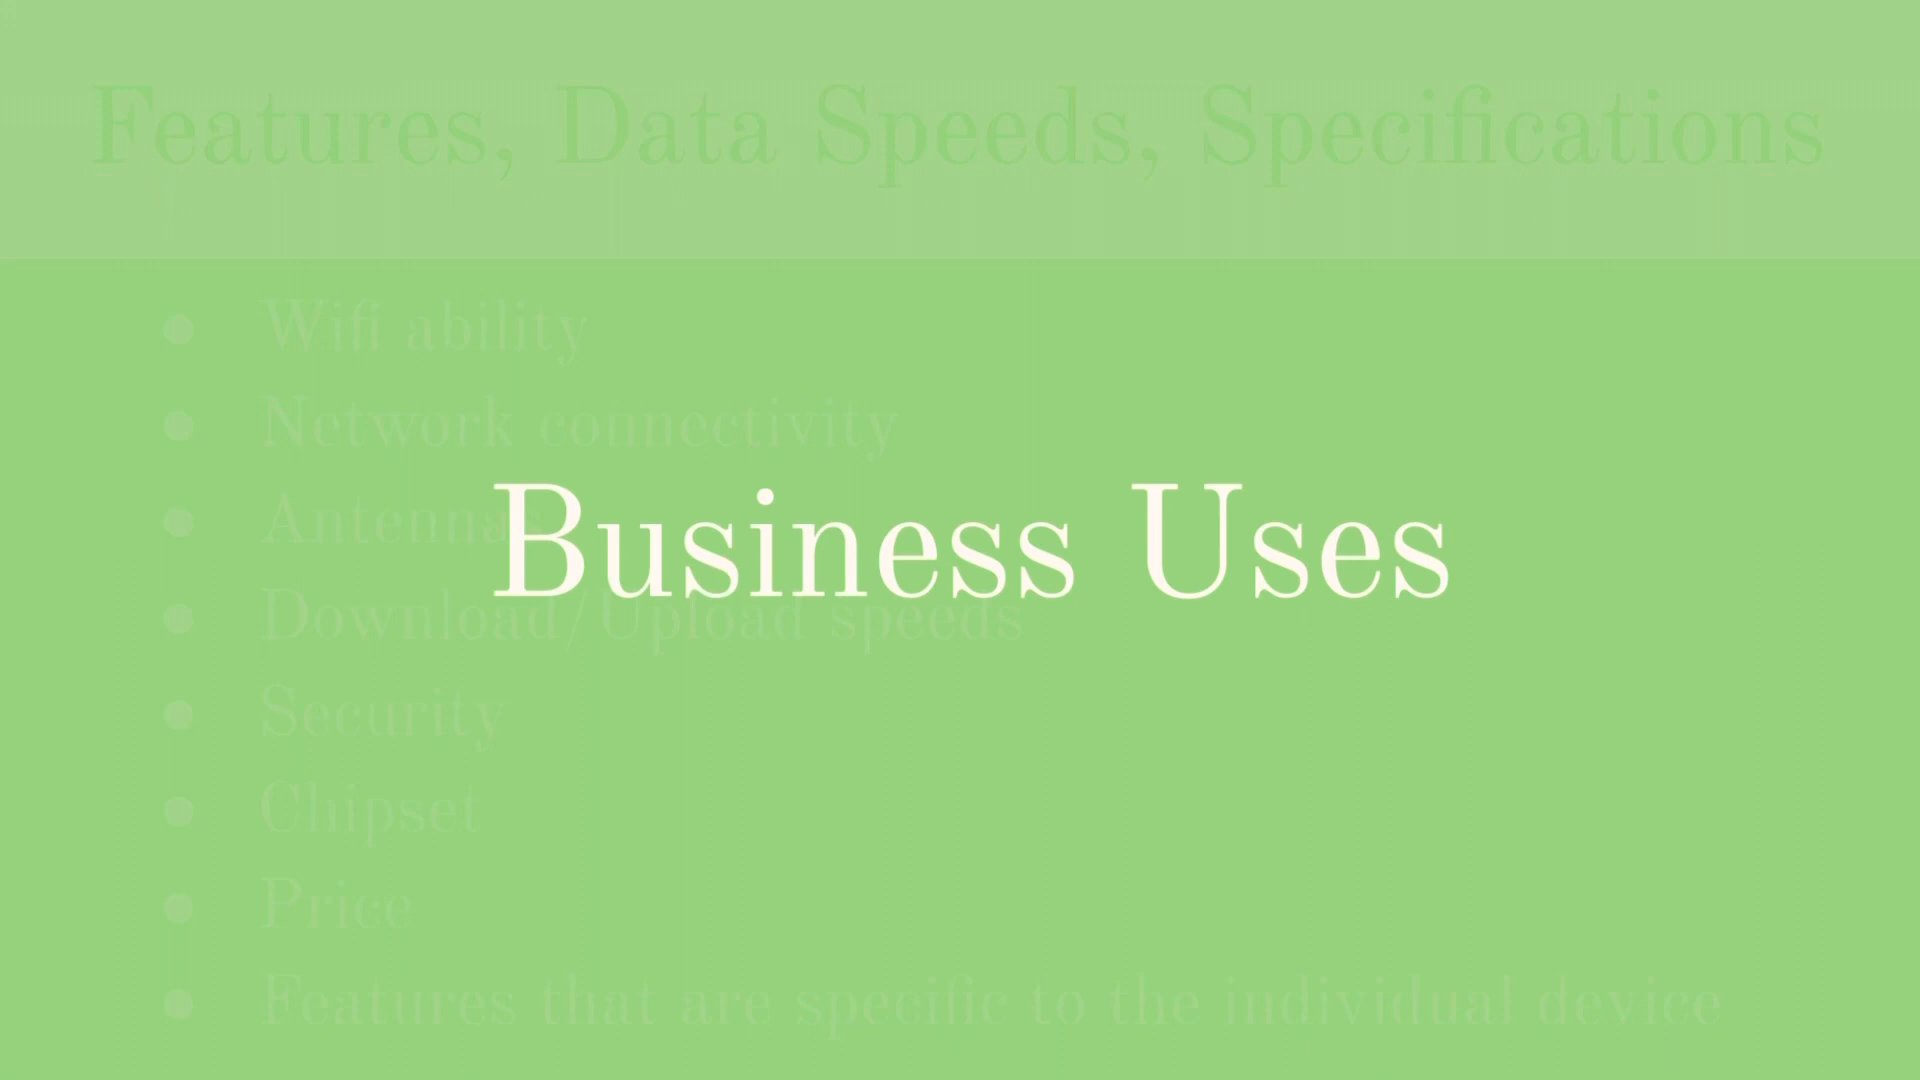 Features, Data Speeds, Specifications
Wifi ability
Network connectivity
Antennas
Business Uses
Download/Upload speeds
Security
Chipset
Price
Features that are specific to the individual device